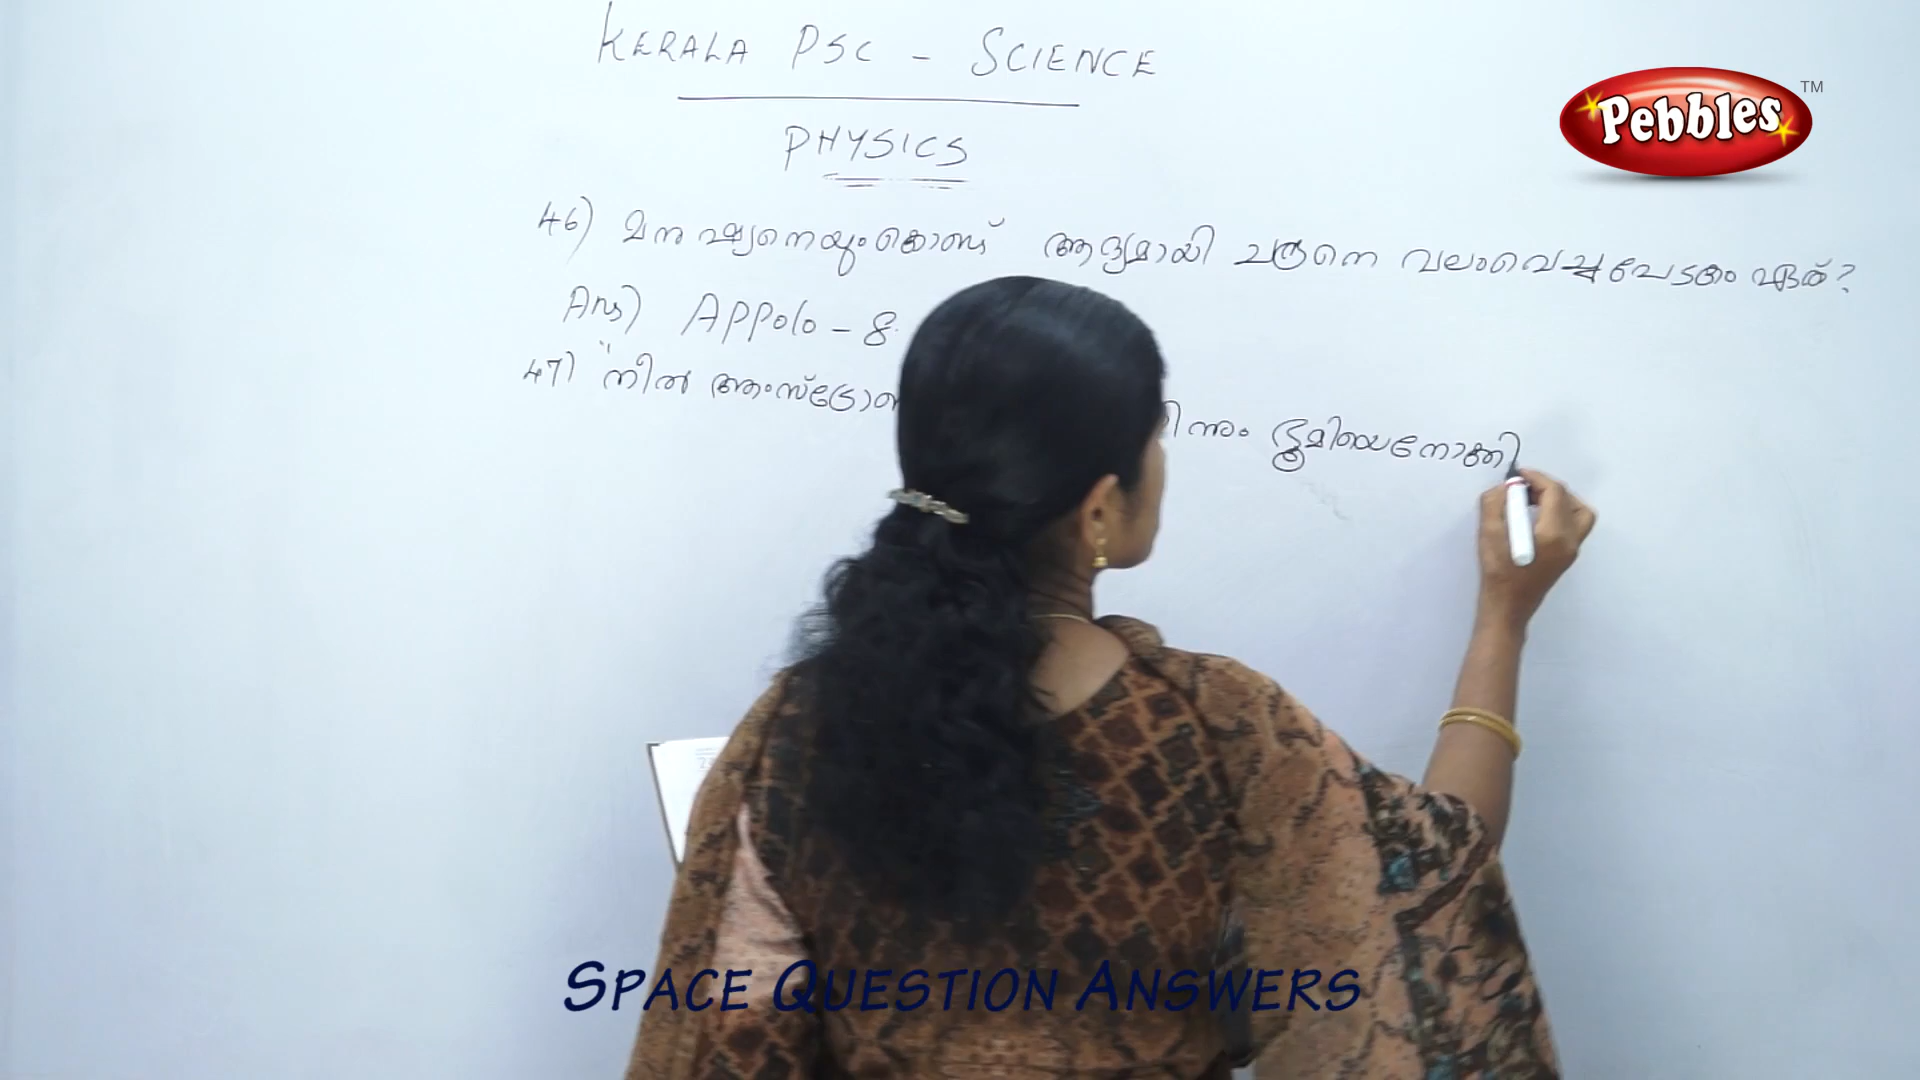 KERALA PSC - SCIENCE
Pebbles TM
PHYSICS
46) മനുഷ്യനെയുംകൊണ്ട് ആദ്യമായി ചന്ദ്രനെ വലംവെച്ച പേടകം ഏത്?
Ans) Appolo - 8.
47) നീൽ ആംസ്ട്രോ ന്നും ഭൂമിയെനോക്കി
SPACE QUESTION ANSWERS